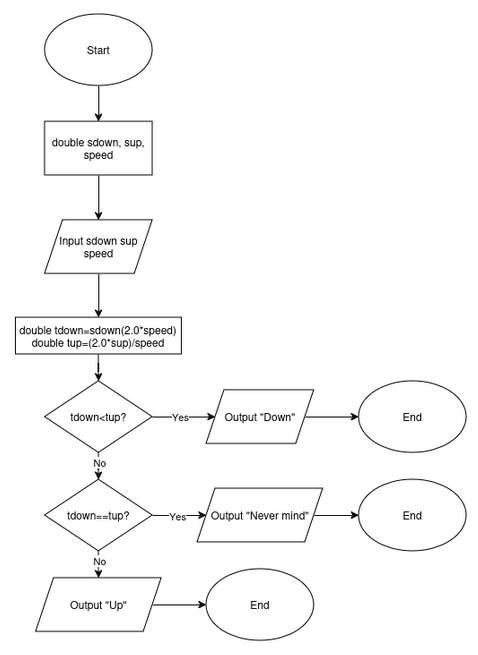 Start
double sdown, sup,
speed
Input sdown sup
speed
double tdown=sdown(2.0*speed)
double tup=(2.0*sup)/speed
tdown<tup?
Yes
Output "Down"
End
No
tdown==tup?
Yes
Output "Never mind"
End
No
Output "Up"
End